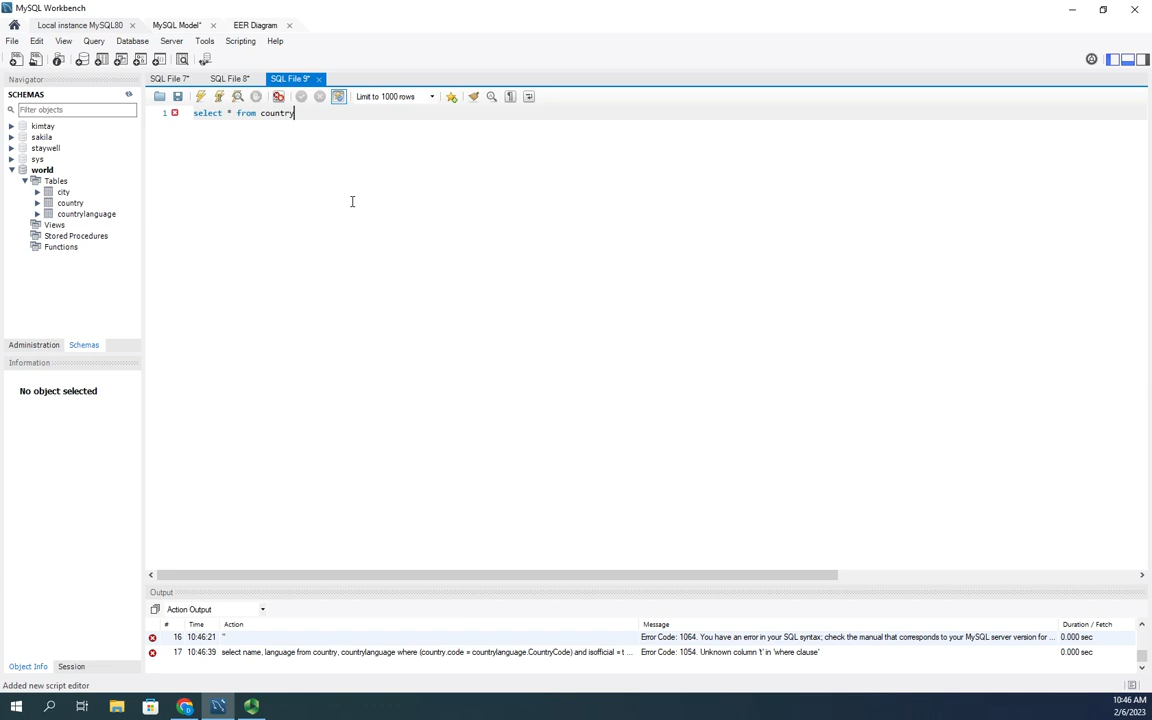 MySQL Workbench
Local instance MySQL80
MySQL Model*
EER Diagram
File Edit View Query Database Server Tools Scripting Help
Navigator
SCHEMAS
Filter objects
kimtay
sakila
staywell
sys
world
Tables
city
country
countrylanguage
Views
Stored Procedures
Functions
Administration Schemas
Information
No object selected
Object Info Session
SQL File 7* SQL File 8* SQL File 9*
Limit to 1000 rows
1 select * from country
Output
Action Output
# Time Action Message Duration / Fetch
16 10:46:21 " Error Code: 1064. You have an error in your SQL syntax; check the manual that corresponds to your MySQL server version for ... 0.000 sec
17 10:46:39 select name, language from country, countrylanguage where (country.code = countrylanguage.CountryCode) and isofficial = t ... Error Code: 1054. Unknown column 't' in 'where clause' 0.000 sec
Added new script editor
10:46 AM
2/6/2023